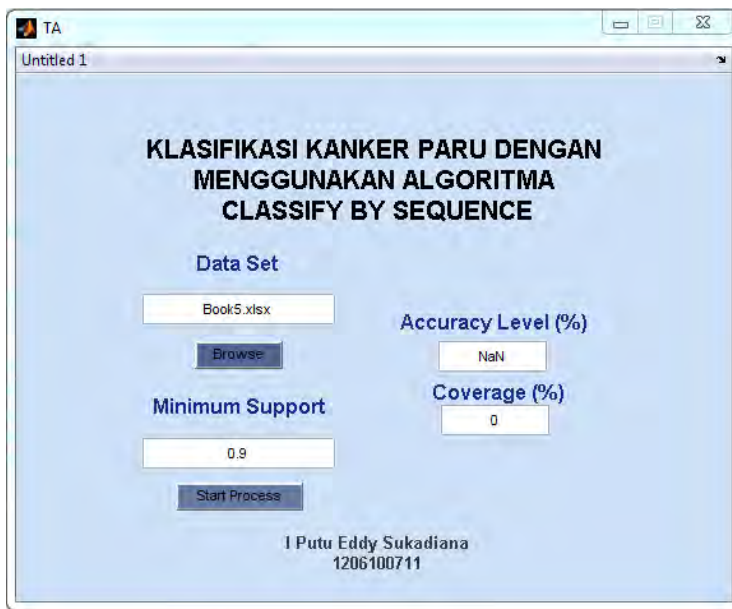 TA
Untitled 1
KLASIFIKASI KANKER PARU DENGAN
MENGGUNAKAN ALGORITMA
CLASSIFY BY SEQUENCE
Data Set
Book5.xlsx
Browse
Minimum Support
0.9
Start Process
Accuracy Level (%)
NaN
Coverage (%)
0
I Putu Eddy Sukadiana
1206100711